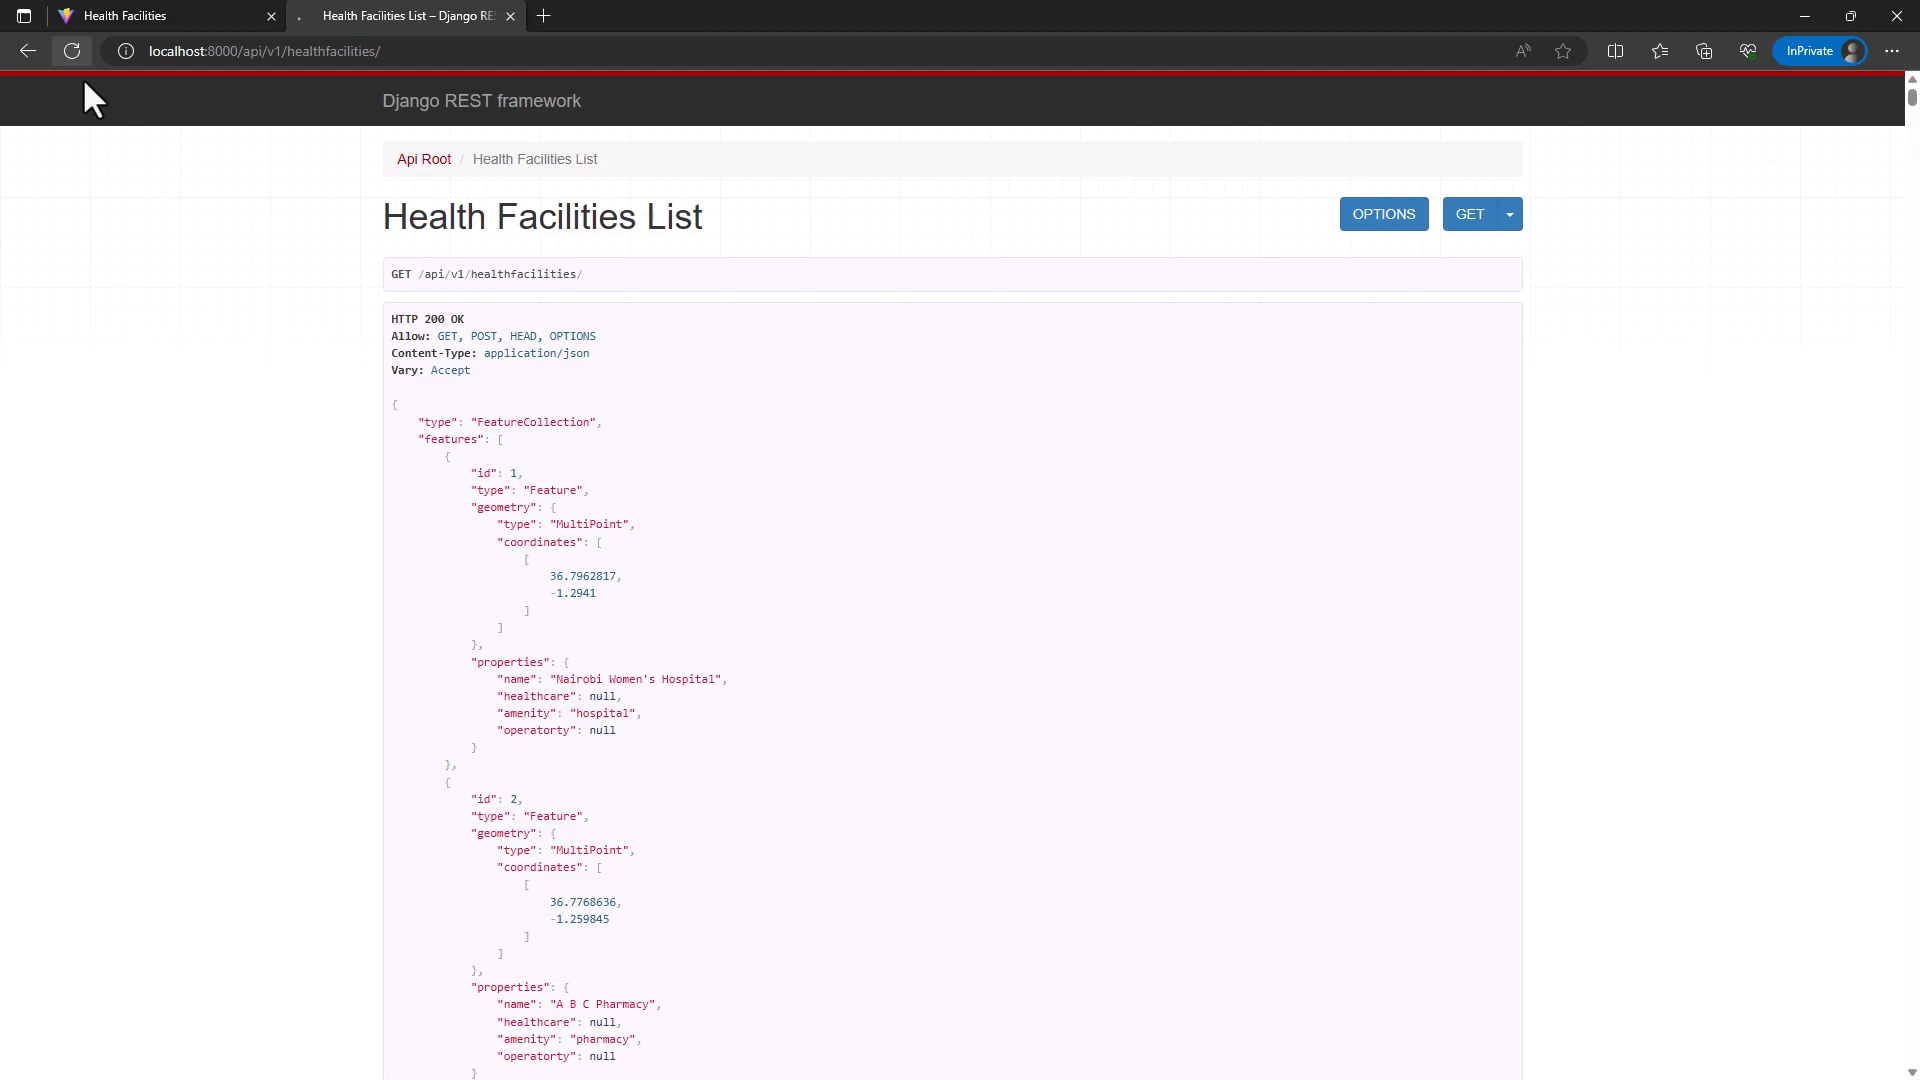 Health Facilities
Health Facilities List – Django RES
localhost:8000/api/v1/healthfacilities/
InPrivate
Django REST framework
Api Root / Health Facilities List
Health Facilities List
OPTIONS
GET
GET /api/v1/healthfacilities/
HTTP 200 OK
Allow: GET, POST, HEAD, OPTIONS
Content-Type: application/json
Vary: Accept
{
"type": "FeatureCollection",
"features": [
{
"id": 1,
"type": "Feature",
"geometry": {
"type": "MultiPoint",
"coordinates": [
[
36.7962817,
-1.2941
]
]
},
"properties": {
"name": "Nairobi Women's Hospital",
"healthcare": null,
"amenity": "hospital",
"operatorty": null
}
},
{
"id": 2,
"type": "Feature",
"geometry": {
"type": "MultiPoint",
"coordinates": [
[
36.7768636,
-1.259845
]
]
},
"properties": {
"name": "A B C Pharmacy",
"healthcare": null,
"amenity": "pharmacy",
"operatorty": null
}